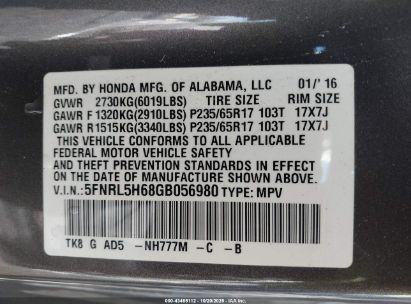 MFD. BY HONDA MFG. OF ALABAMA, LLC 01/'16
GVWR 2730KG(6019LBS) TIRE SIZE RIM SIZE
GAWR F 1320KG(2910LBS) P235/65R17 103T 17X7J
GAWR R 1515KG(3340LBS) P235/65R17 103T 17X7J
THIS VEHICLE CONFORMS TO ALL APPLICABLE
FEDERAL MOTOR VEHICLE SAFETY, BUMPER,
AND THEFT PREVENTION STANDARDS IN EFFECT
ON THE DATE OF MANUFACTURE SHOWN ABOVE.
V.I.N.: 5FNRL5H68GB056980 TYPE: MPV
TK8 G AD5 -NH777M -C -B